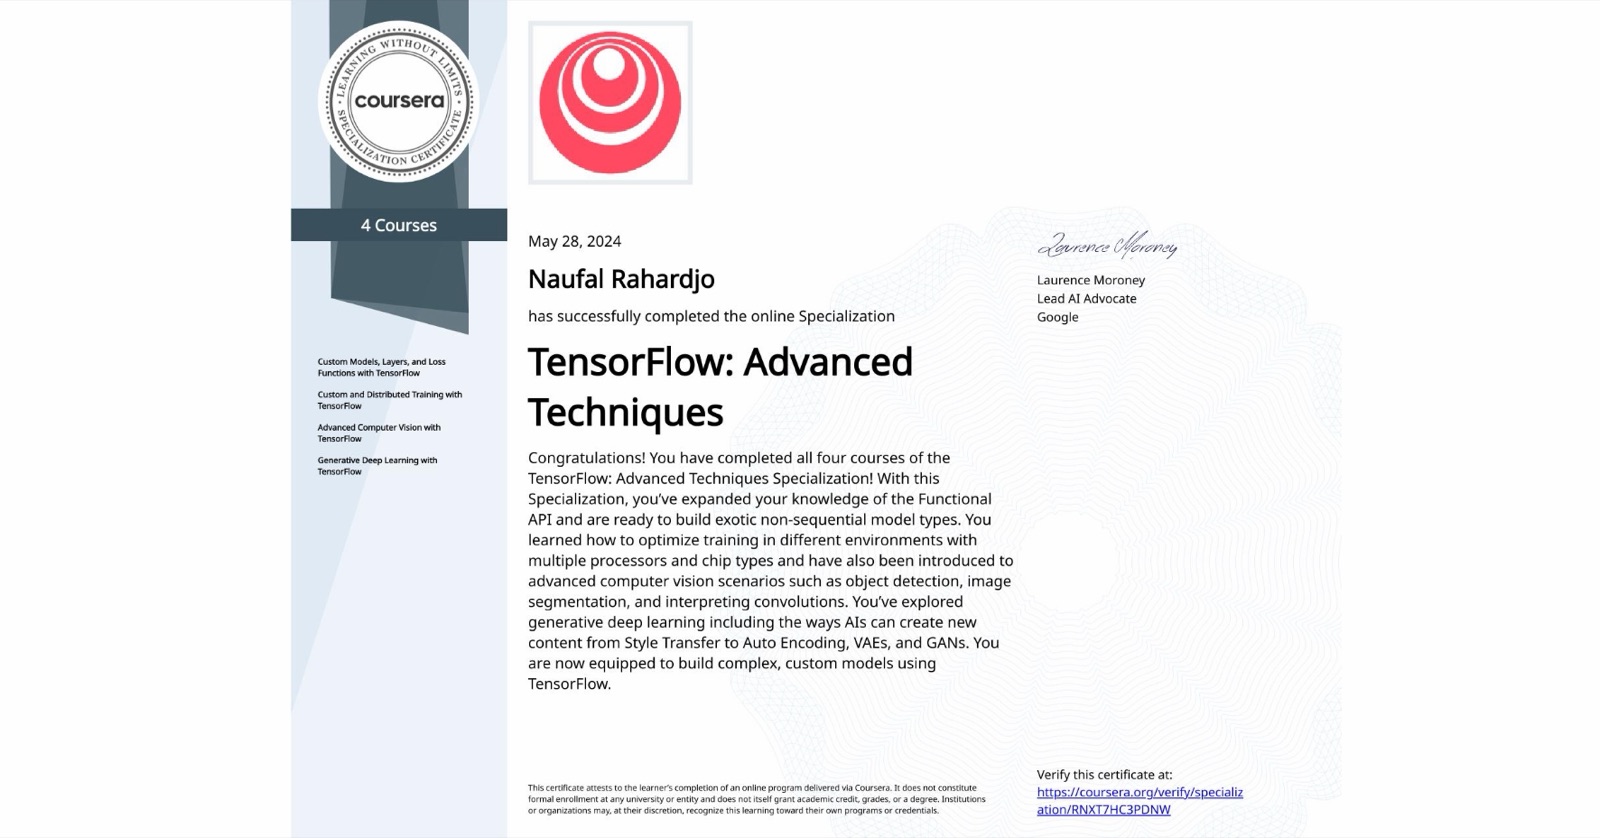 LEARNING WITHOUT LIMITS
coursera
SPECIALIZATION CERTIFICATE
4 Courses
Custom Models, Layers, and Loss
Functions with TensorFlow
Custom and Distributed Training with
TensorFlow
Advanced Computer Vision with
TensorFlow
Generative Deep Learning with
TensorFlow
May 28, 2024
Naufal Rahardjo
has successfully completed the online Specialization
TensorFlow: Advanced
Techniques
Congratulations! You have completed all four courses of the
TensorFlow: Advanced Techniques Specialization! With this
Specialization, you’ve expanded your knowledge of the Functional
API and are ready to build exotic non-sequential model types. You
learned how to optimize training in different environments with
multiple processors and chip types and have also been introduced to
advanced computer vision scenarios such as object detection, image
segmentation, and interpreting convolutions. You’ve explored
generative deep learning including the ways AIs can create new
content from Style Transfer to Auto Encoding, VAEs, and GANs. You
are now equipped to build complex, custom models using
TensorFlow.
This certificate attests to the learner’s completion of an online program delivered via Coursera. It does not constitute
formal enrollment at any university or entity and does not itself grant academic credit, grades, or a degree. Institutions
or organizations may, at their discretion, recognize this learning toward their own programs or credentials.
Laurence Moroney
Laurence Moroney
Lead AI Advocate
Google
Verify this certificate at:
https://coursera.org/verify/specializ
ation/RNXT7HC3PDNW